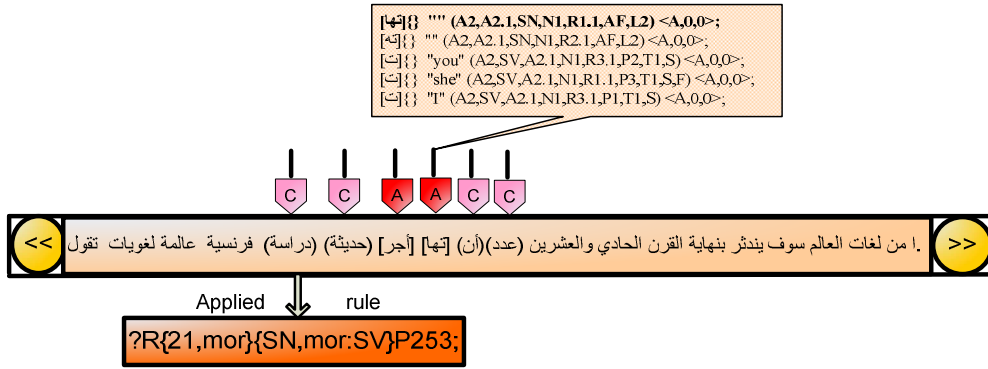 [تها]{} "" (A2,A2.1,SN,N1,R1.1,AF,L2) <A,0,0>;
[ته]{} "" (A2,A2.1,SN,N1,R2.1,AF,L2) <A,0,0>;
[ت]{} "you" (A2,SV,A2.1,N1,R3.1,P2,T1,S) <A,0,0>;
[ت]{} "she" (A2,SV,A2.1,N1,R1.1,P3,T1,S,F) <A,0,0>;
[ت]{} "I" (A2,SV,A2.1,N1,R3.1,P1,T1,S) <A,0,0>;
C C A A C C
<< .ا من لغات العالم سوف يندثر بنهاية القرن الحادي والعشرين (عدد)(أن) [تها] [أجر] (حديثة) (دراسة) فرنسية عالمة لغويات تقول >>
Applied rule
?R{21,mor}{SN,mor:SV}P253;